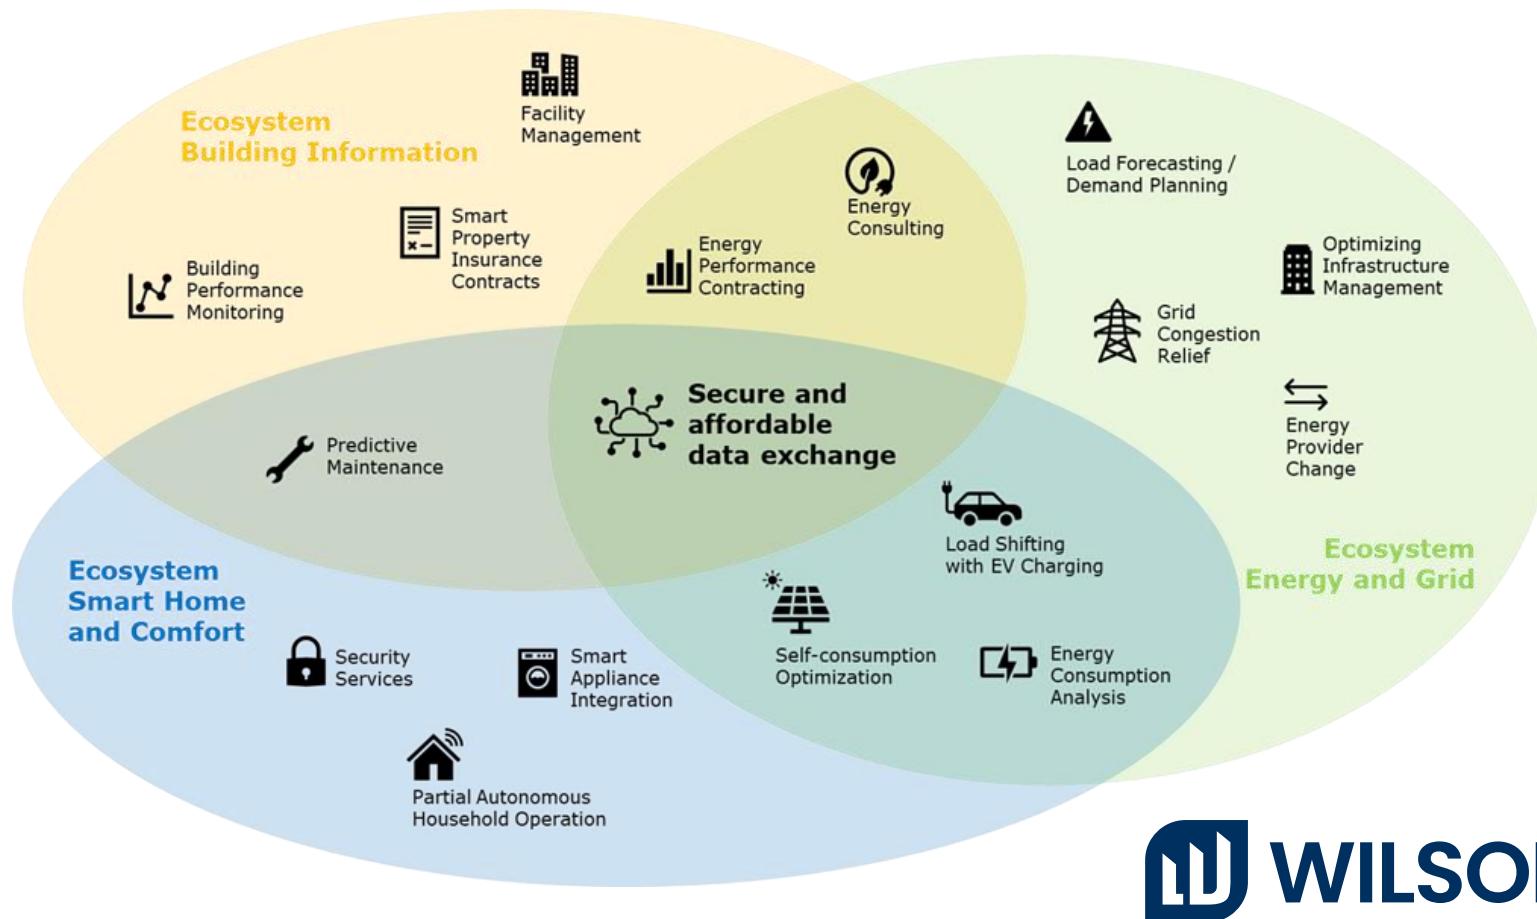 Ecosystem
Building Information
Facility
Management
Smart
Property
Insurance
Contracts
Building
Performance
Monitoring
Energy
Consulting
Energy
Performance
Contracting
Load Forecasting /
Demand Planning
Optimizing
Infrastructure
Management
Grid
Congestion
Relief
Energy
Provider
Change
Secure and
affordable
data exchange
Predictive
Maintenance
Load Shifting
with EV Charging
Ecosystem
Energy and Grid
Ecosystem
Smart Home
and Comfort
Security
Services
Smart
Appliance
Integration
Self-consumption
Optimization
Energy
Consumption
Analysis
Partial Autonomous
Household Operation